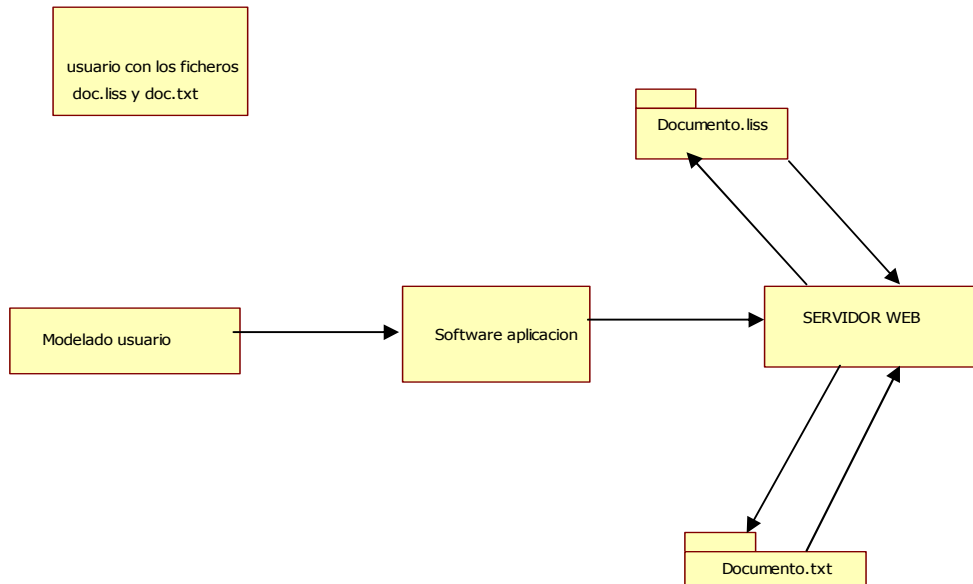 usuario con los ficheros
doc.liss y doc.txt
Documento.liss
Modelado usuario
Software aplicacion
SERVIDOR WEB
Documento.txt